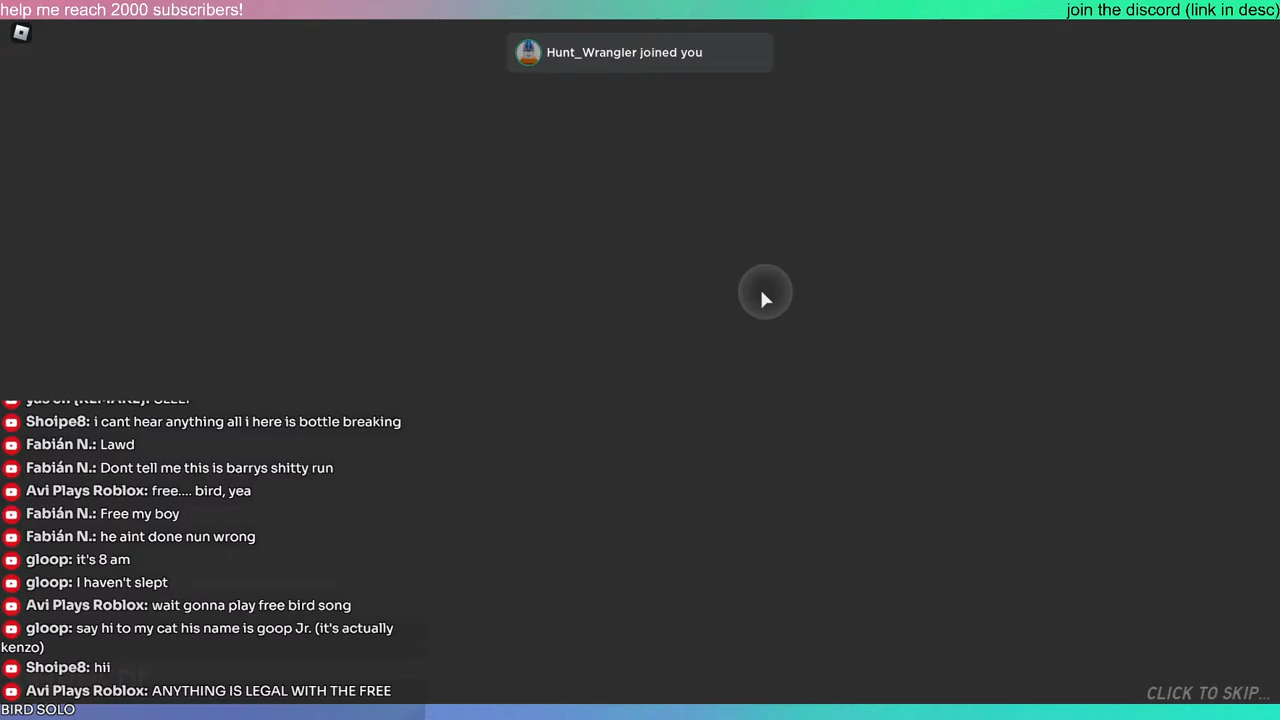 help me reach 2000 subscribers!
join the discord (link in desc)
Hunt_Wrangler joined you
Shoipe8: i cant hear anything all i here is bottle breaking
Fabián N.: Lawd
Fabián N.: Dont tell me this is barrys shitty run
Avi Plays Roblox: free.... bird, yea
Fabián N.: Free my boy
Fabián N.: he aint done nun wrong
gloop: it's 8 am
gloop: I haven't slept
Avi Plays Roblox: wait gonna play free bird song
gloop: say hi to my cat his name is goop Jr. (it's actually
kenzo)
Shoipe8: hii
Avi Plays Roblox: ANYTHING IS LEGAL WITH THE FREE
BIRD SOLO
CLICK TO SKIP...